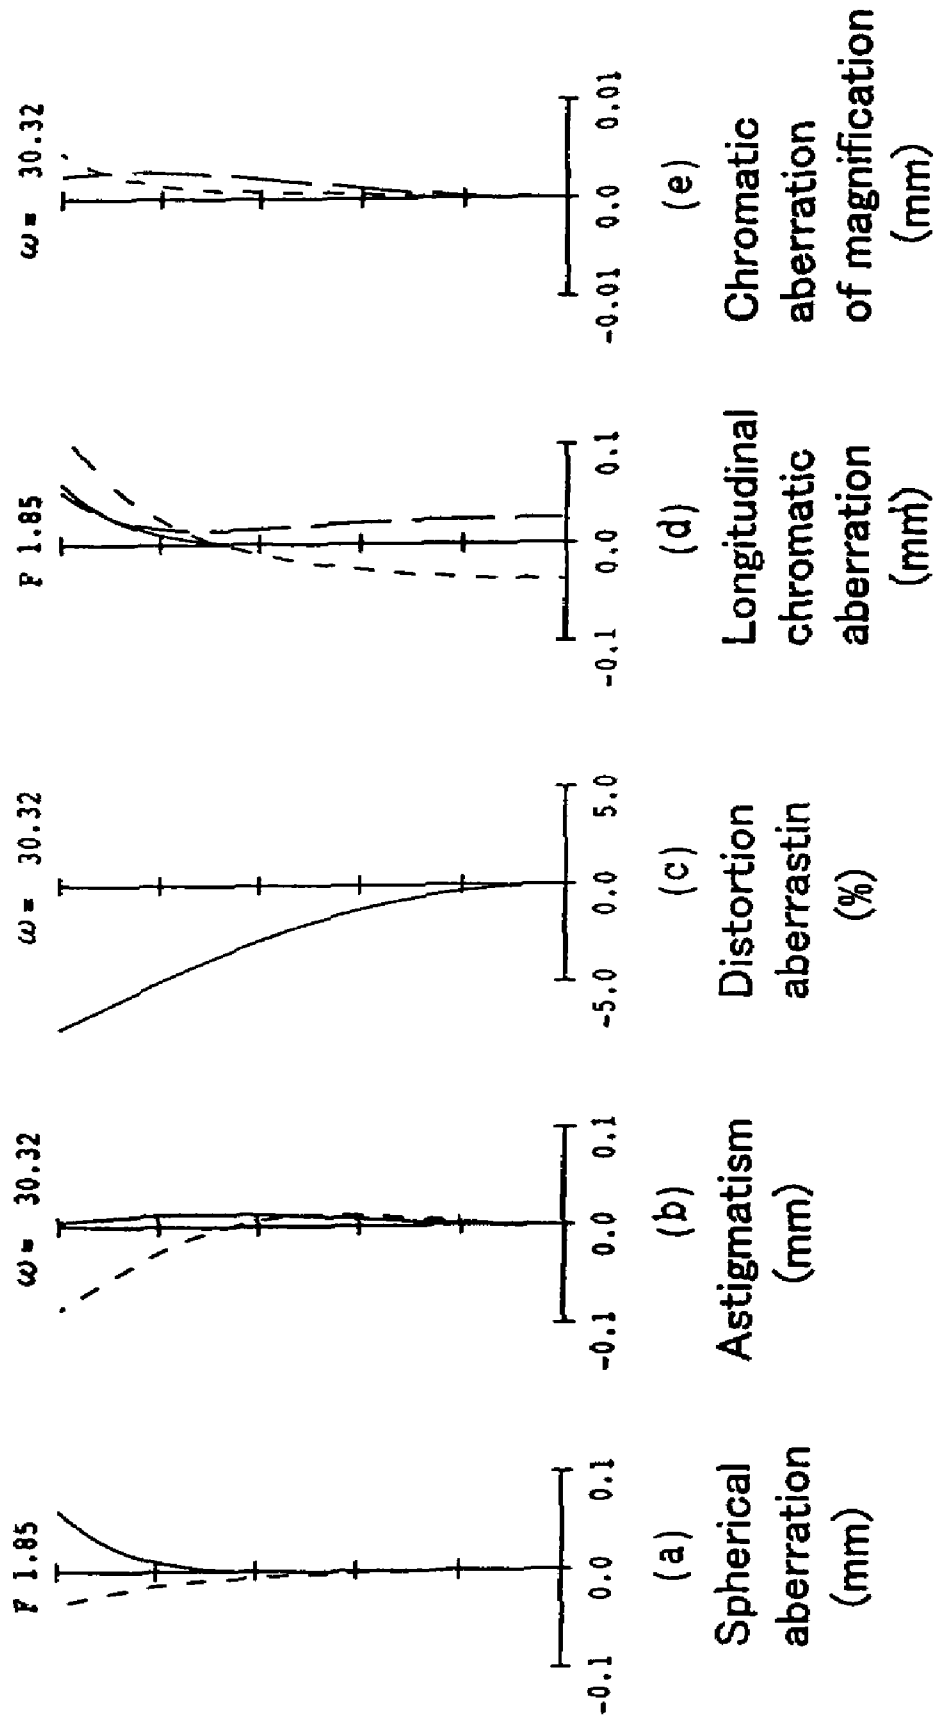 F 1.85
-0.1 0.0 0.1
(a)
Spherical
aberration
(mm)
ω= 30.32
-0.1 0.0 0.1
(b)
Astigmatism
(mm)
ω= 30.32
-5.0 0.0 5.0
(c)
Distortion
aberrastin
(%)
F 1.85
-0.1 0.0 0.1
(d)
Longitudinal
chromatic
aberration
(mm)
ω= 30.32
-0.01 0.0 0.01
(e)
Chromatic
aberration
of magnification
(mm)